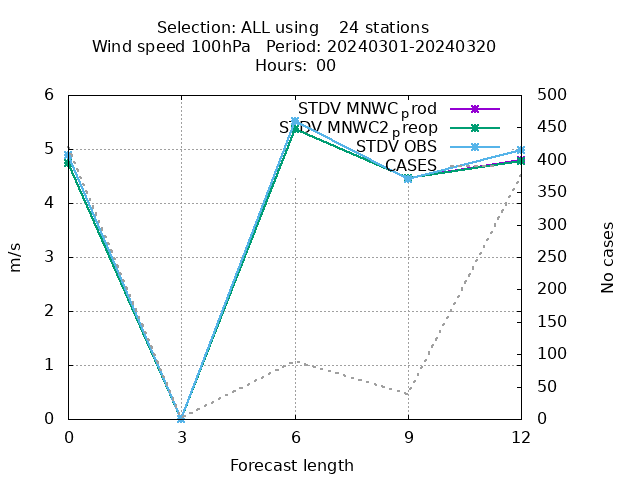 Selection: ALL using    24 stations
Wind speed 100hPa   Period: 20240301-20240320
Hours:  00
STDV MNWC_prod
STDV MNWC2_preop
STDV OBS
CASES
6
5
4
3
2
1
0
500
450
400
350
300
250
200
150
100
50
0
m/s
No cases
0 3 6 9 12
Forecast length